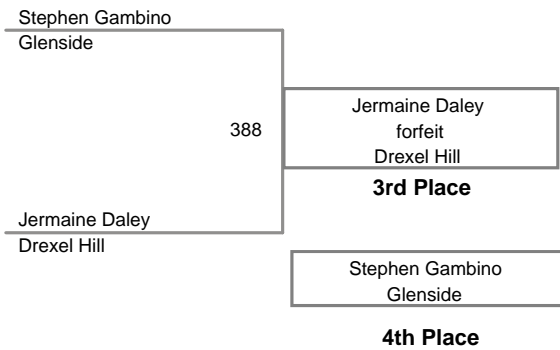 Stephen Gambino
Glenside
388
Jermaine Daley
forfeit
Drexel Hill
3rd Place
Jermaine Daley
Drexel Hill
Stephen Gambino
Glenside
4th Place